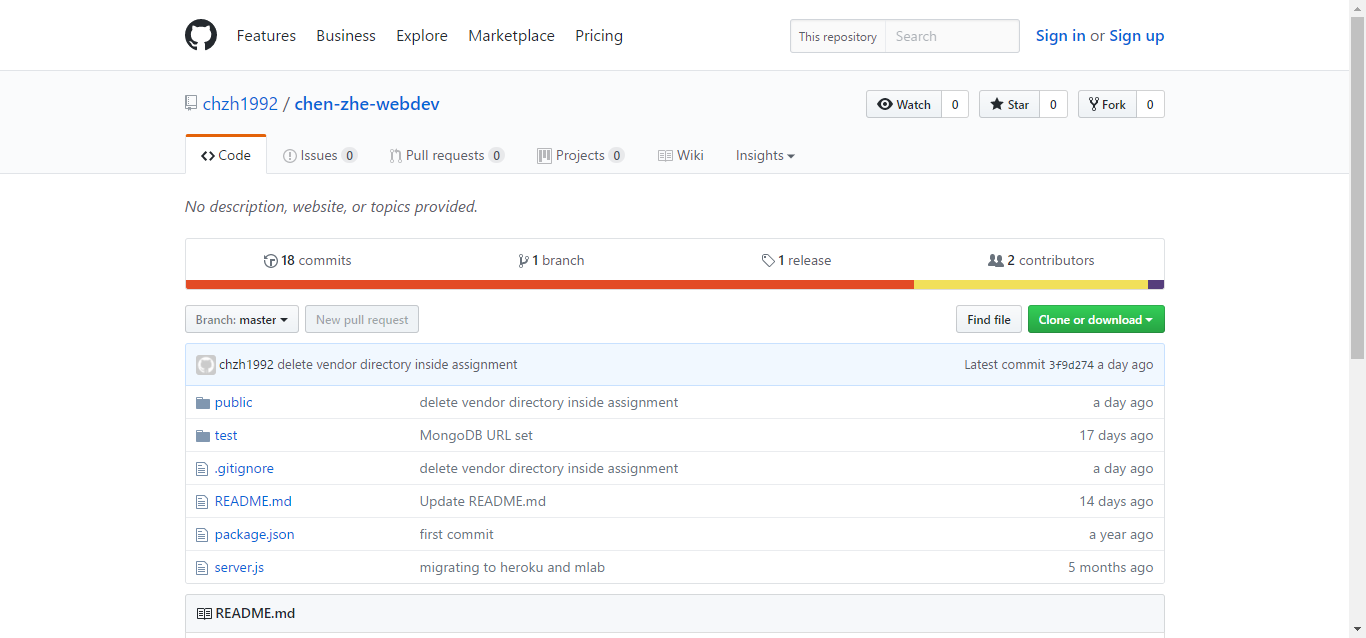 Features Business Explore Marketplace Pricing This repository Search Sign in or Sign up
chzh1992 / chen-zhe-webdev Watch 0 Star 0 Fork 0
Code Issues 0 Pull requests 0 Projects 0 Wiki Insights
No description, website, or topics provided.
18 commits 1 branch 1 release 2 contributors
Branch: master New pull request Find file Clone or download
chzh1992 delete vendor directory inside assignment Latest commit 3f9d274 a day ago
public delete vendor directory inside assignment a day ago
test MongoDB URL set 17 days ago
.gitignore delete vendor directory inside assignment a day ago
README.md Update README.md 14 days ago
package.json first commit a year ago
server.js migrating to heroku and mlab 5 months ago
README.md